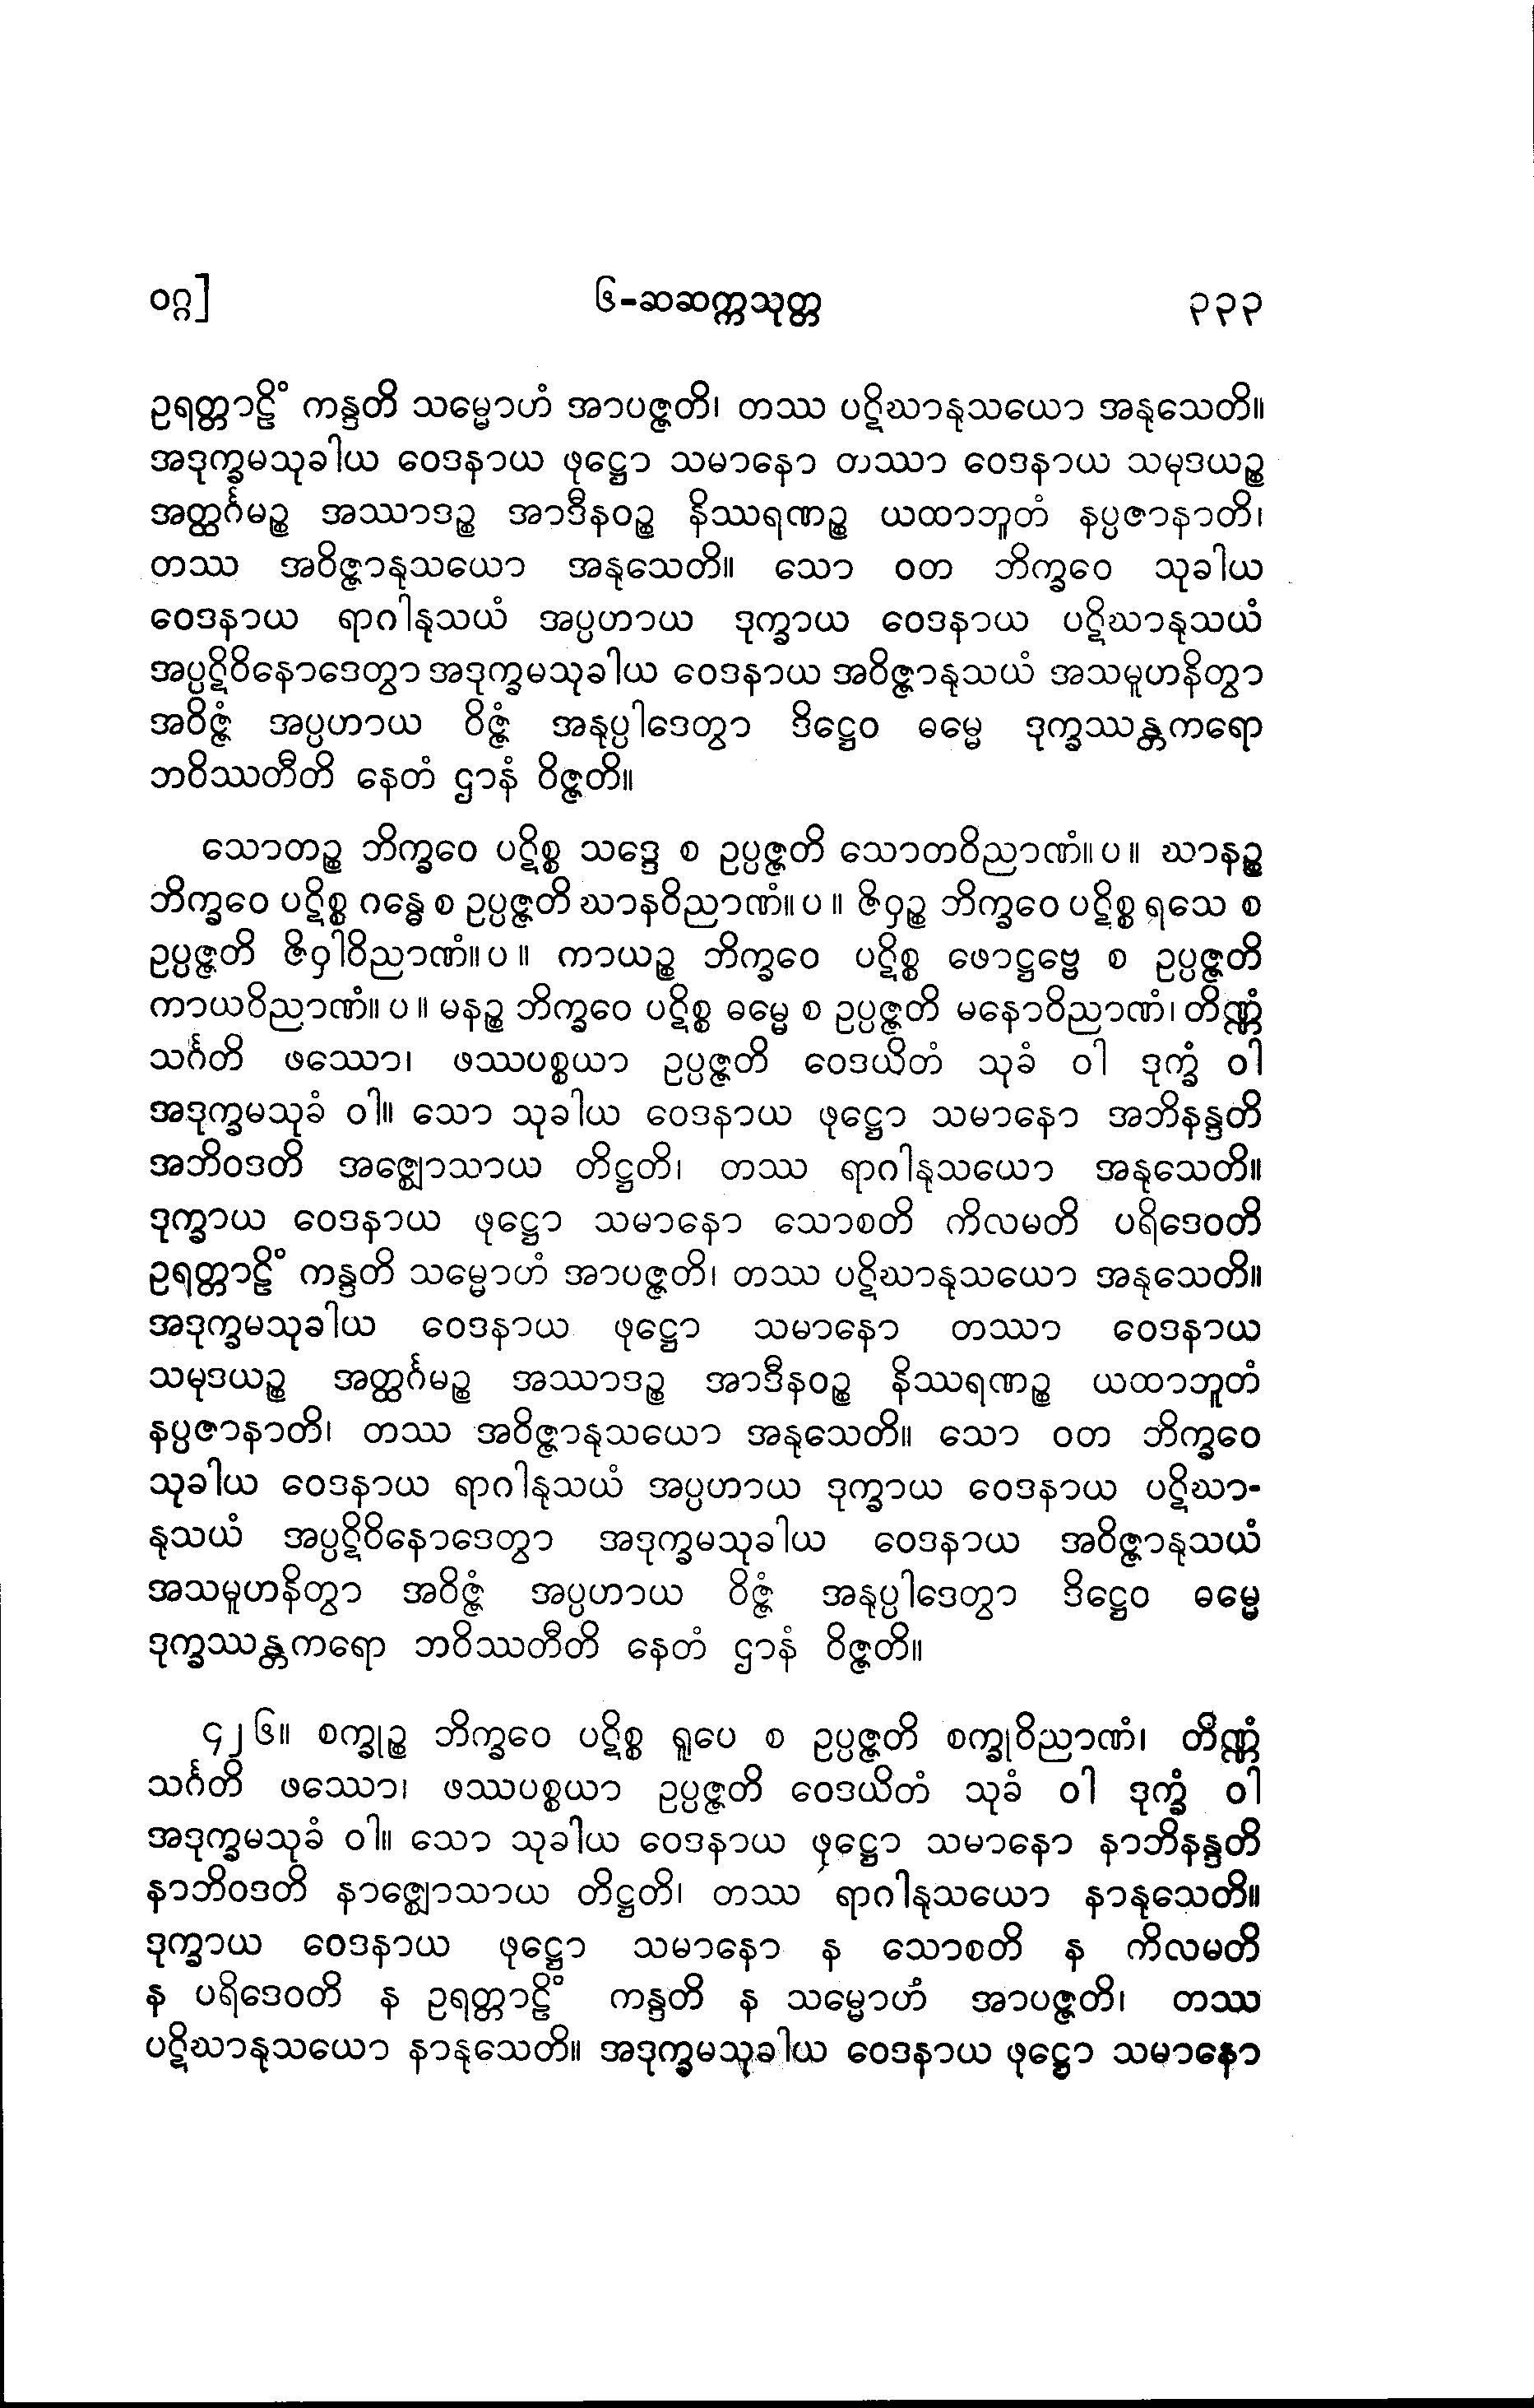 ဝဂ္ဂ]
၆-ဆဆက္ကသုတ္တ
၃၃၃
ဥရတ္တာဠိံ ကန္ဒတိ သမ္မောဟံ အာပဇ္ဇတိ၊ တဿ ပဋိဃာနုသယော အနုသေတိ။
အဒုက္ခမသုခါယ ဝေဒနာယ ဖုဋ္ဌော သမာနော တဿာ ဝေဒနာယ သမုဒယဉ္စ
အတ္ထင်္ဂမဉ္စ အဿာဒဉ္စ အာဒီနဝဉ္စ နိဿရဏဉ္စ ယထာဘူတံ နပ္ပဇာနာတိ၊
တဿ အဝိဇ္ဇာနုသယော အနုသေတိ။ သော ဝတ ဘိက္ခဝေ သုခါယ
ဝေဒနာယ ရာဂါနုသယံ အပ္ပဟာယ ဒုက္ခာယ ဝေဒနာယ ပဋိဃာနုသယံ
အပ္ပဋိဝိနောဒေတွာ အဒုက္ခမသုခါယ ဝေဒနာယ အဝိဇ္ဇာနုသယံ အသမူဟနိတွာ
အဝိဇ္ဇံ အပ္ပဟာယ ဝိဇ္ဇံ အနုပ္ပါဒေတွာ ဒိဋ္ဌေဝ ဓမ္မေ ဒုက္ခဿန္တကရော
ဘဝိဿတီတိ နေတံ ဌာနံ ဝိဇ္ဇတိ။
သောတဉ္စ ဘိက္ခဝေ ပဋိစ္စ သဒ္ဒေ စ ဥပ္ပဇ္ဇတိ သောတဝိညာဏံ။ ပ ။ ဃာနဉ္စ
ဘိက္ခဝေ ပဋိစ္စ ဂန္ဓေ စ ဥပ္ပဇ္ဇတိ ဃာနဝိညာဏံ။ ပ ။ ဇိဝှဉ္စ ဘိက္ခဝေ ပဋိစ္စ ရသေ စ
ဥပ္ပဇ္ဇတိ ဇိဝှါဝိညာဏံ။ ပ ။ ကာယဉ္စ ဘိက္ခဝေ ပဋိစ္စ ဖောဋ္ဌဗ္ဗေ စ ဥပ္ပဇ္ဇတိ
ကာယဝိညာဏံ။ ပ ။ မနဉ္စ ဘိက္ခဝေ ပဋိစ္စ ဓမ္မေ စ ဥပ္ပဇ္ဇတိ မနောဝိညာဏံ၊ တိဏ္ဏံ
သင်္ဂတိ ဖဿော၊ ဖဿပစ္စယာ ဥပ္ပဇ္ဇတိ ဝေဒယိတံ သုခံ ဝါ ဒုက္ခံ ဝါ
အဒုက္ခမသုခံ ဝါ။ သော သုခါယ ဝေဒနာယ ဖုဋ္ဌော သမာနော အဘိနန္ဒတိ
အဘိဝဒတိ အဇ္ဈောသာယ တိဋ္ဌတိ၊ တဿ ရာဂါနုသယော အနုသေတိ။
ဒုက္ခာယ ဝေဒနာယ ဖုဋ္ဌော သမာနော သောစတိ ကိလမတိ ပရိဒေဝတိ
ဥရတ္တာဠိံ ကန္ဒတိ သမ္မောဟံ အာပဇ္ဇတိ၊ တဿ ပဋိဃာနုသယော အနုသေတိ။
အဒုက္ခမသုခါယ ဝေဒနာယ ဖုဋ္ဌော သမာနော တဿာ ဝေဒနာယ
သမုဒယဉ္စ အတ္ထင်္ဂမဉ္စ အဿာဒဉ္စ အာဒီနဝဉ္စ နိဿရဏဉ္စ ယထာဘူတံ
နပ္ပဇာနာတိ၊ တဿ အဝိဇ္ဇာနုသယော အနုသေတိ။ သော ဝတ ဘိက္ခဝေ
သုခါယ ဝေဒနာယ ရာဂါနုသယံ အပ္ပဟာယ ဒုက္ခာယ ဝေဒနာယ ပဋိဃာ-
နုသယံ အပ္ပဋိဝိနောဒေတွာ အဒုက္ခမသုခါယ ဝေဒနာယ အဝိဇ္ဇာနုသယံ
အသမူဟနိတွာ အဝိဇ္ဇံ အပ္ပဟာယ ဝိဇ္ဇံ အနုပ္ပါဒေတွာ ဒိဋ္ဌေဝ ဓမ္မေ
ဒုက္ခဿန္တကရော ဘဝိဿတီတိ နေတံ ဌာနံ ဝိဇ္ဇတိ။
၄၂၆။ စက္ခုဉ္စ ဘိက္ခဝေ ပဋိစ္စ ရူပေ စ ဥပ္ပဇ္ဇတိ စက္ခုဝိညာဏံ၊ တိဏ္ဏံ
သင်္ဂတိ ဖဿော၊ ဖဿပစ္စယာ ဥပ္ပဇ္ဇတိ ဝေဒယိတံ သုခံ ဝါ ဒုက္ခံ ဝါ
အဒုက္ခမသုခံ ဝါ။ သော သုခါယ ဝေဒနာယ ဖုဋ္ဌော သမာနော နာဘိနန္ဒတိ
နာဘိဝဒတိ နာဇ္ဈောသာယ တိဋ္ဌတိ၊ တဿ ရာဂါနုသယော နာနုသေတိ။
ဒုက္ခာယ ဝေဒနာယ ဖုဋ္ဌော သမာနော န သောစတိ န ကိလမတိ
န ပရိဒေဝတိ န ဥရတ္တာဠိံ ကန္ဒတိ န သမ္မောဟံ အာပဇ္ဇတိ၊ တဿ
ပဋိဃာနုသယော နာနုသေတိ။ အဒုက္ခမသုခါယ ဝေဒနာယ ဖုဋ္ဌော သမာနော